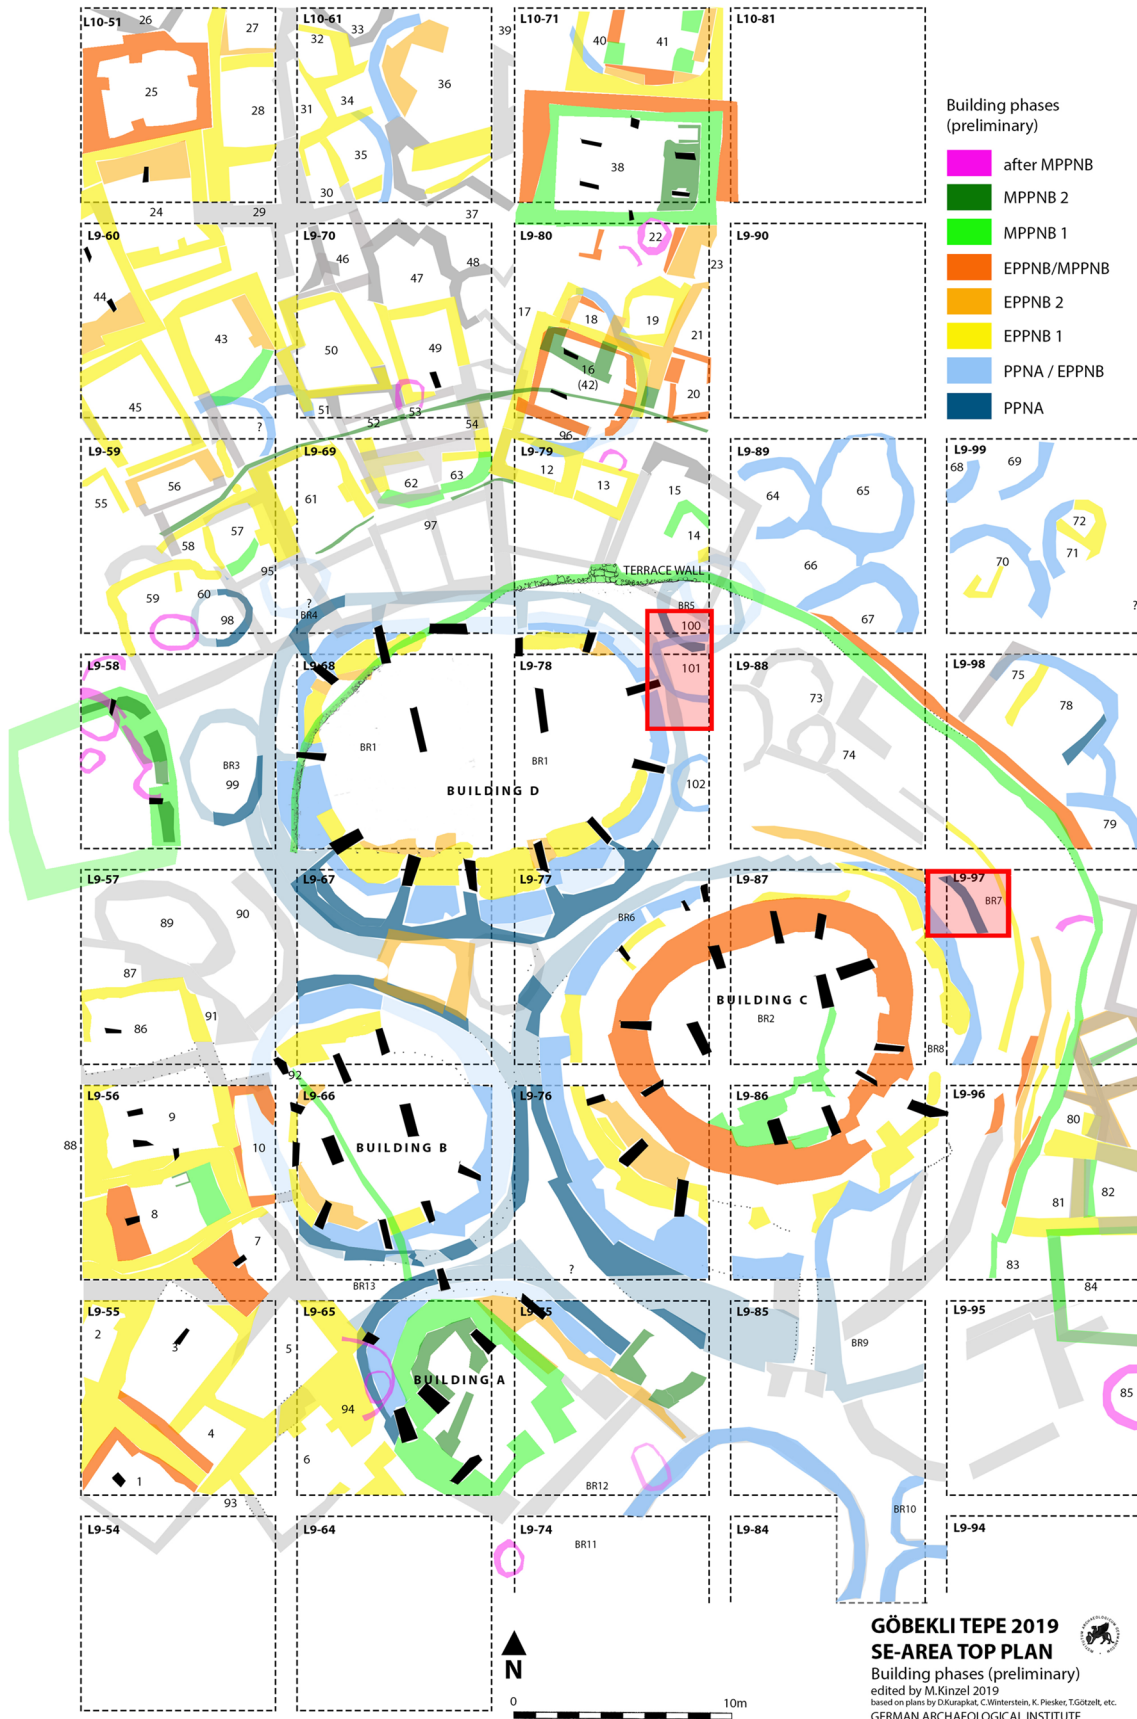 L10-51
26
27
25
28
24
29
L10-61
32
33
39
34
31
36
35
30
37
L10-71
40
41
38
L10-81
Building phases
(preliminary)
after MPPNB
MPPNB 2
MPPNB 1
EPPNB/MPPNB
EPPNB 2
EPPNB 1
PPNA / EPPNB
PPNA
L9-60
44
43
45
?
L9-70
46
47
48
50
49
51
52
53
54
L9-80
22
23
17
18
19
21
16
(42)
20
96
L9-90
L9-59
55
56
57
58
59
60
95
98
L9-69
61
62
63
97
?
BR4
L9-79
12
13
15
14
TERRACE WALL
BR5
100
L9-89
64
65
66
67
L9-99
68
69
72
71
70
?
L9-58
BR3
99
L9-68
BR1
L9-78
BR1
101
102
BUILDING D
L9-88
73
74
L9-98
75
78
79
L9-57
89
90
87
91
86
L9-67
92
L9-77
BR6
L9-87
BUILDING C
BR2
BR8
L9-97
BR7
L9-56
88
9
10
8
7
L9-66
BUILDING B
BR13
L9-76
?
L9-86
L9-96
80
81
82
83
84
L9-55
2
3
5
4
1
93
L9-65
94
6
BUILDING A
L9-75
BR12
L9-85
BR9
BR10
L9-95
85
L9-54
L9-64
L9-74
BR11
L9-84
L9-94
N
0
10m
GÖBEKLI TEPE 2019
SE-AREA TOP PLAN
Building phases (preliminary)
edited by M.Kinzel 2019
based on plans by D.Kurapkat, C.Winterstein, K. Piesker, T.Götzelt, etc.
GERMAN ARCHAEOLOGICAL INSTITUTE